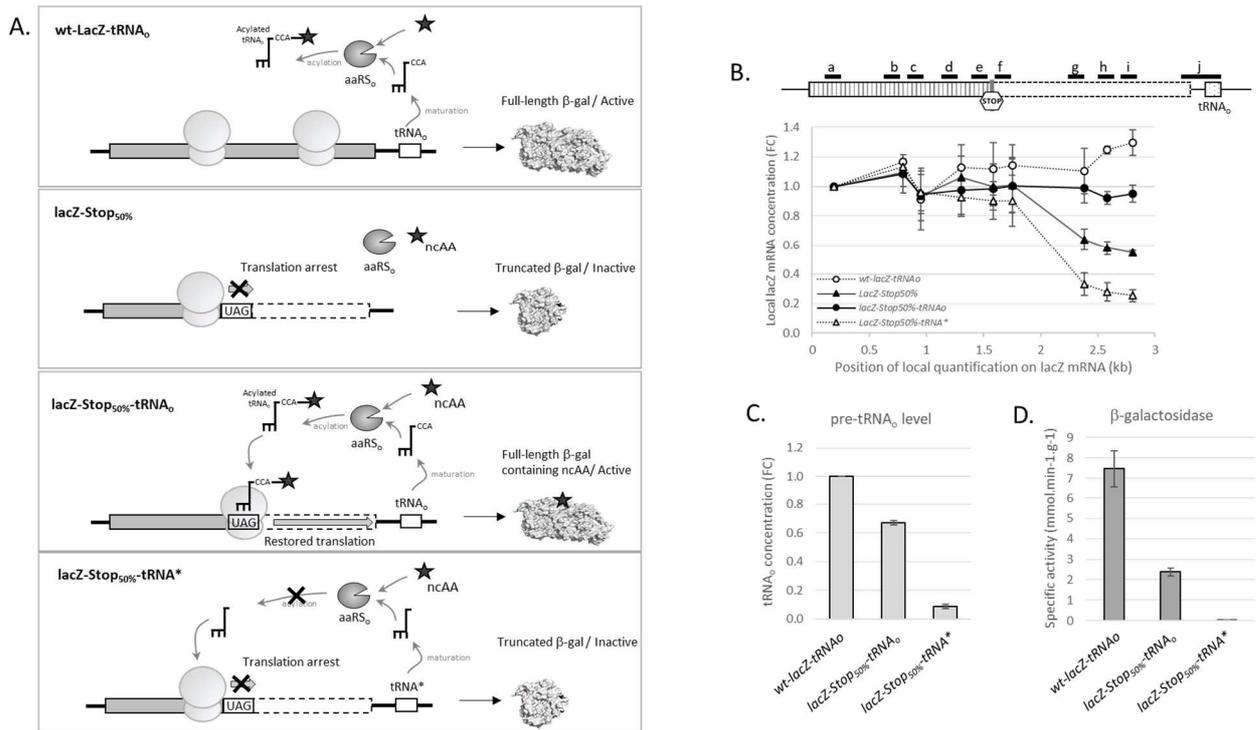 A.
wt-LacZ-tRNAo
Acylated
tRNAo
CCA
acylation
aaRSo
CCA
maturation
tRNAo
Full-length β-gal / Active
lacZ-Stop50%
aaRSo
ncAA
Translation arrest
UAG
Truncated β-gal / Inactive
lacZ-Stop50%-tRNAo
Acylated
tRNAo
CCA
acylation
aaRSo
ncAA
CCA
maturation
CCA
tRNAo
UAG
Restored translation
Full-length β-gal
containing ncAA/ Active
lacZ-Stop50%-tRNA*
acylation
aaRSo
ncAA
maturation
Translation arrest
tRNA*
UAG
Truncated β-gal / Inactive
B.
a b c d e f g h i j
STOP
tRNAo
Local lacZ mRNA concentration (FC)
1.4
1.2
1.0
0.8
0.6
0.4
0.2
0.0
wt-lacZ-tRNAo
LacZ-Stop50%
lacZ-Stop50%-tRNAo
LacZ-Stop50%-tRNA*
0 0.5 1 1.5 2 2.5 3
Position of local quantification on lacZ mRNA (kb)
C.
pre-tRNAo level
tRNAo concentration (FC)
1.2
1.0
0.8
0.6
0.4
0.2
0.0
wt-lacZ-tRNAo
lacZ-Stop50%-tRNAo
lacZ-Stop50%-tRNA*
D.
β-galactosidase
Specific activity (mmol.min-1.g-1)
9
8
7
6
5
4
3
2
1
0
wt-lacZ-tRNAo
lacZ-Stop50%-tRNAo
lacZ-Stop50%-tRNA*